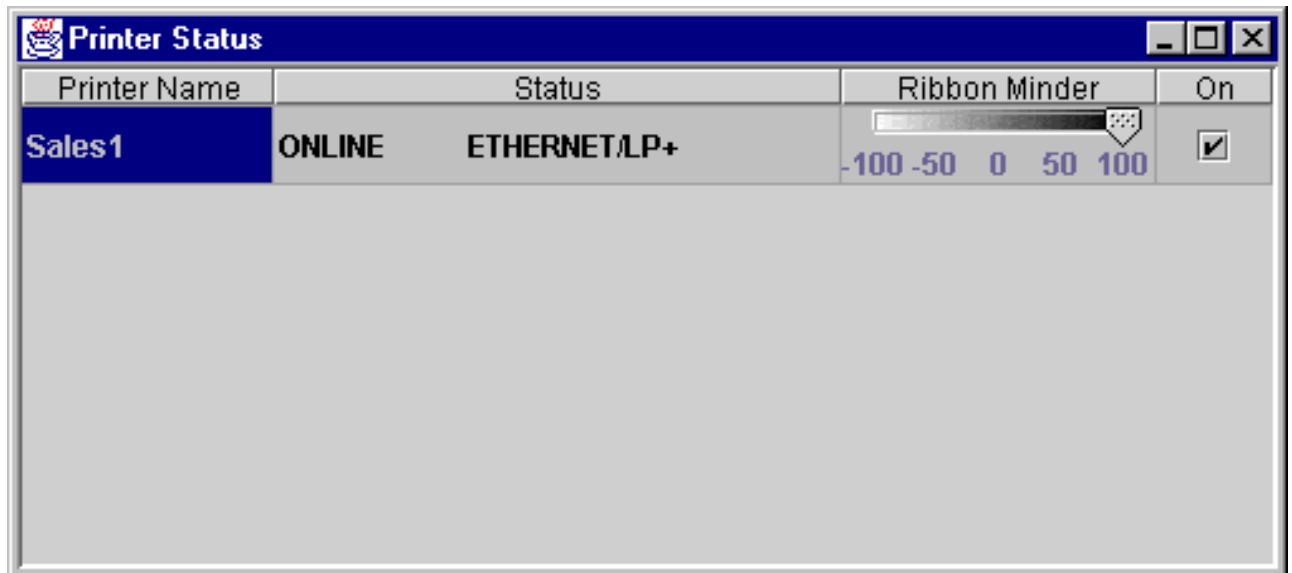 Printer Status
Printer Name Status Ribbon Minder On
Sales1 ONLINE ETHERNET/LP+
-100 -50 0 50 100